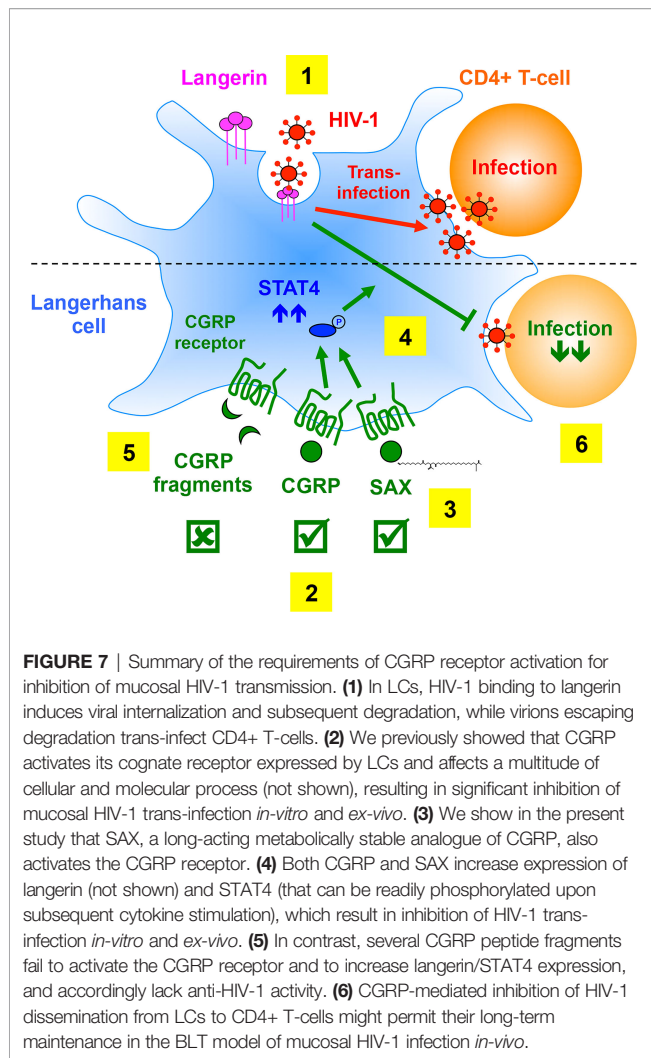 Langerin
1
CD4+ T-cell
HIV-1
Trans-
infection
Infection
Langerhans
cell
STAT4
P
CGRP
receptor
4
Infection
5
6
CGRP
fragments
CGRP
SAX
3
2
FIGURE 7 | Summary of the requirements of CGRP receptor activation for
inhibition of mucosal HIV-1 transmission. (1) In LCs, HIV-1 binding to langerin
induces viral internalization and subsequent degradation, while virions escaping
degradation trans-infect CD4+ T-cells. (2) We previously showed that CGRP
activates its cognate receptor expressed by LCs and affects a multitude of
cellular and molecular process (not shown), resulting in significant inhibition of
mucosal HIV-1 trans-infection in-vitro and ex-vivo. (3) We show in the present
study that SAX, a long-acting metabolically stable analogue of CGRP, also
activates the CGRP receptor. (4) Both CGRP and SAX increase expression of
langerin (not shown) and STAT4 (that can be readily phosphorylated upon
subsequent cytokine stimulation), which result in inhibition of HIV-1 trans-
infection in-vitro and ex-vivo. (5) In contrast, several CGRP peptide fragments
fail to activate the CGRP receptor and to increase langerin/STAT4 expression,
and accordingly lack anti-HIV-1 activity. (6) CGRP-mediated inhibition of HIV-1
dissemination from LCs to CD4+ T-cells might permit their long-term
maintenance in the BLT model of mucosal HIV-1 infection in-vivo.